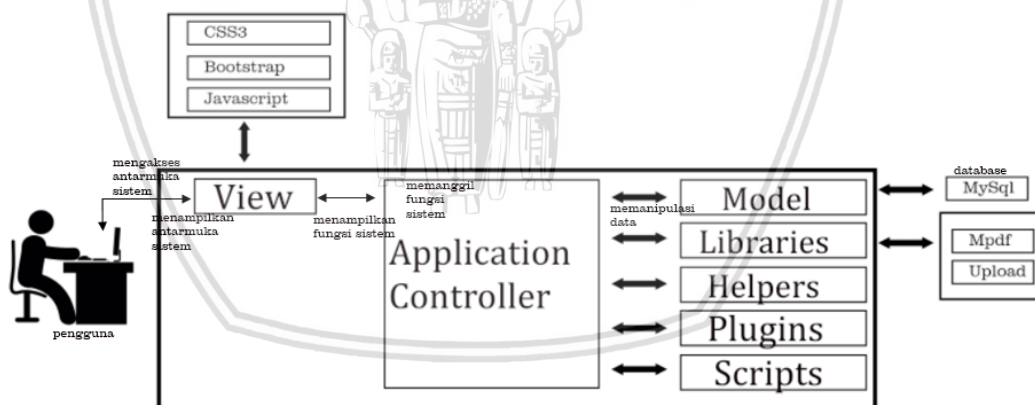 CSS3
Bootstrap
Javascript
mengakses
antarmuka
sistem
View
menampilkan
antarmuka
sistem
menampilkan
fungsi sistem
memanggil
fungsi
sistem
Application
Controller
memanipulasi
data
Model
Libraries
Helpers
Plugins
Scripts
database
MySql
Mpdf
Upload
pengguna